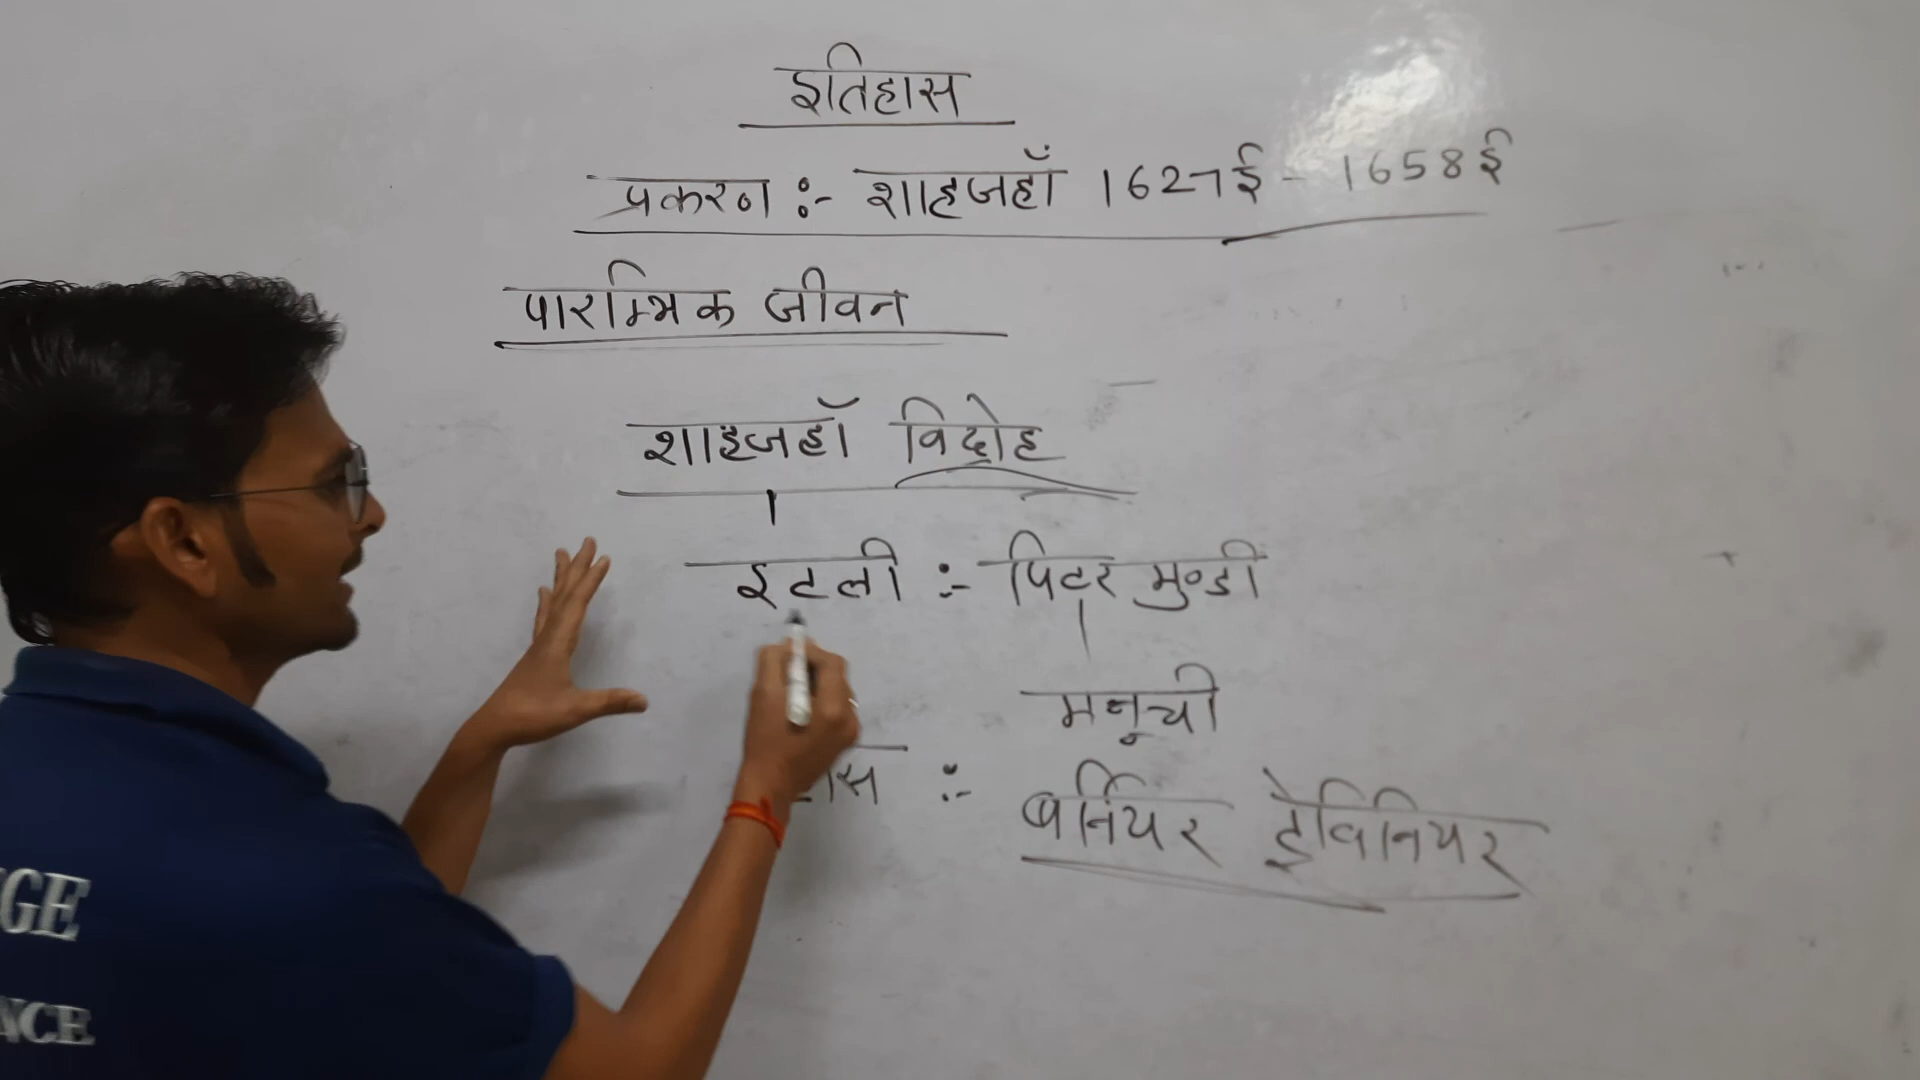 इतिहास
प्रकरण :- शाहजहाँ 1627ई - 1658ई
पारम्भिक जीवन
शाहजहाँ विद्रोह
इटली :- पिटर मुण्डी
मनूची
:- बर्नियर ट्रेविनियर
GE
NCE